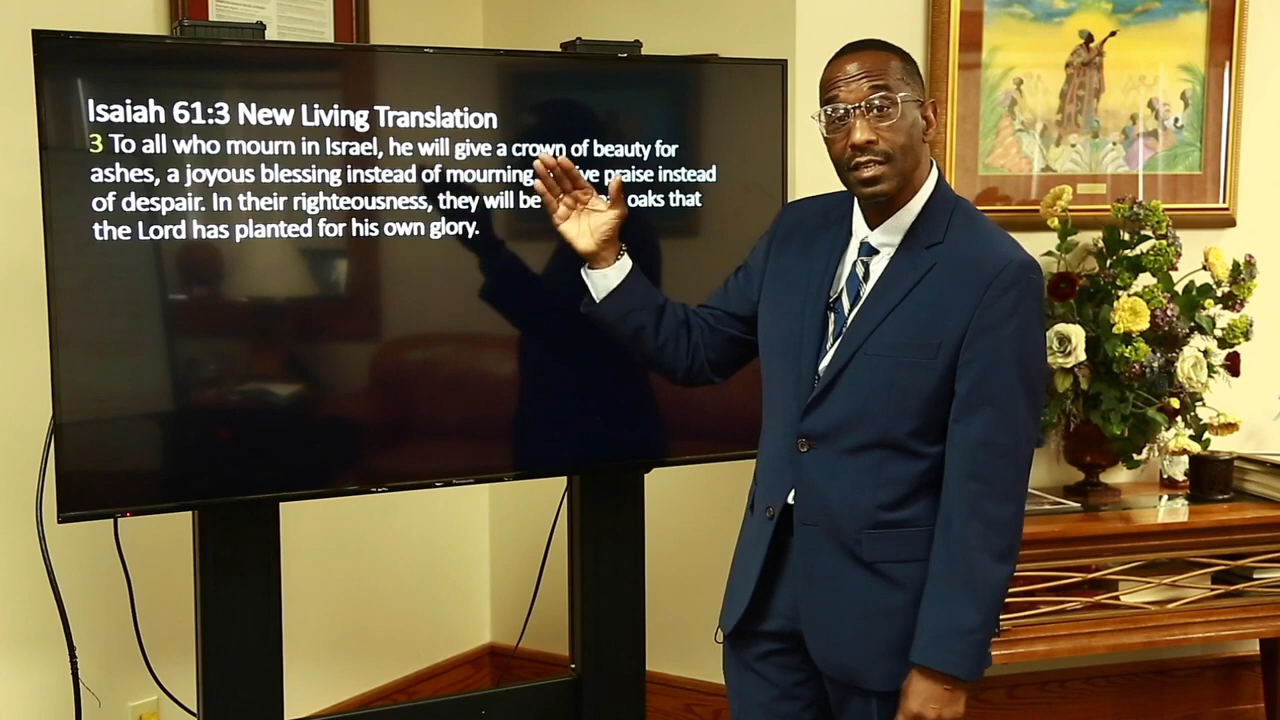 Isaiah 61:3 New Living Translation
3 To all who mourn in Israel, he will give a crown of beauty for
ashes, a joyous blessing instead of mourning, praise instead
of despair. In their righteousness, they will be oaks that
the Lord has planted for his own glory.
Panasonic